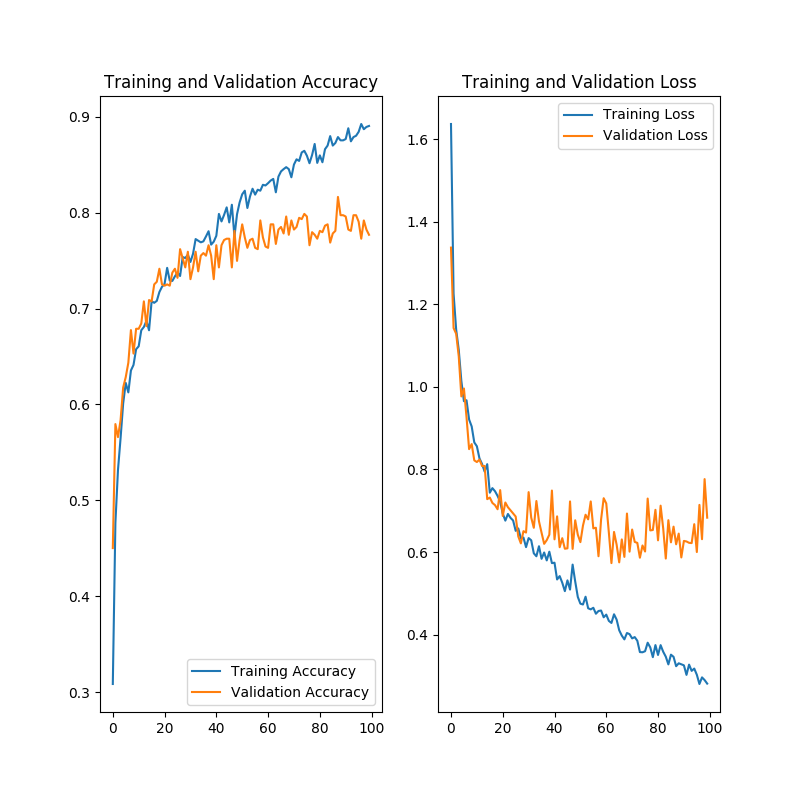 Training and Validation Accuracy
0.9
0.8
0.7
0.6
0.5
0.4
0.3
0 20 40 60 80 100
Training Accuracy
Validation Accuracy
Training and Validation Loss
1.6
1.4
1.2
1.0
0.8
0.6
0.4
0 20 40 60 80 100
Training Loss
Validation Loss